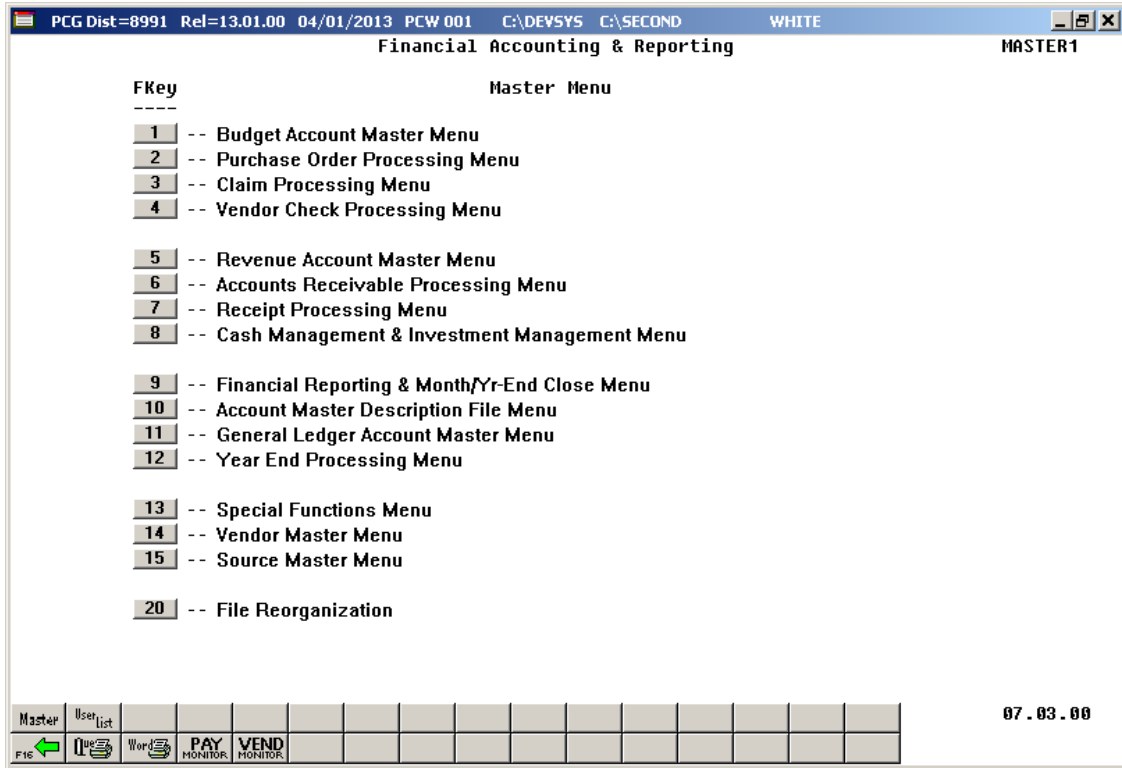 PCG Dist=8991 Rel=13.01.00 04/01/2013 PCW 001 C:\DEVSYS C:\SECOND WHITE
Financial Accounting & Reporting MASTER1
FKey Master Menu
----
1 -- Budget Account Master Menu
2 -- Purchase Order Processing Menu
3 -- Claim Processing Menu
4 -- Vendor Check Processing Menu
5 -- Revenue Account Master Menu
6 -- Accounts Receivable Processing Menu
7 -- Receipt Processing Menu
8 -- Cash Management & Investment Management Menu
9 -- Financial Reporting & Month/Yr-End Close Menu
10 -- Account Master Description File Menu
11 -- General Ledger Account Master Menu
12 -- Year End Processing Menu
13 -- Special Functions Menu
14 -- Vendor Master Menu
15 -- Source Master Menu
20 -- File Reorganization
Master User List 07.03.00
F16 Que Word PAY MONITOR VEND MONITOR